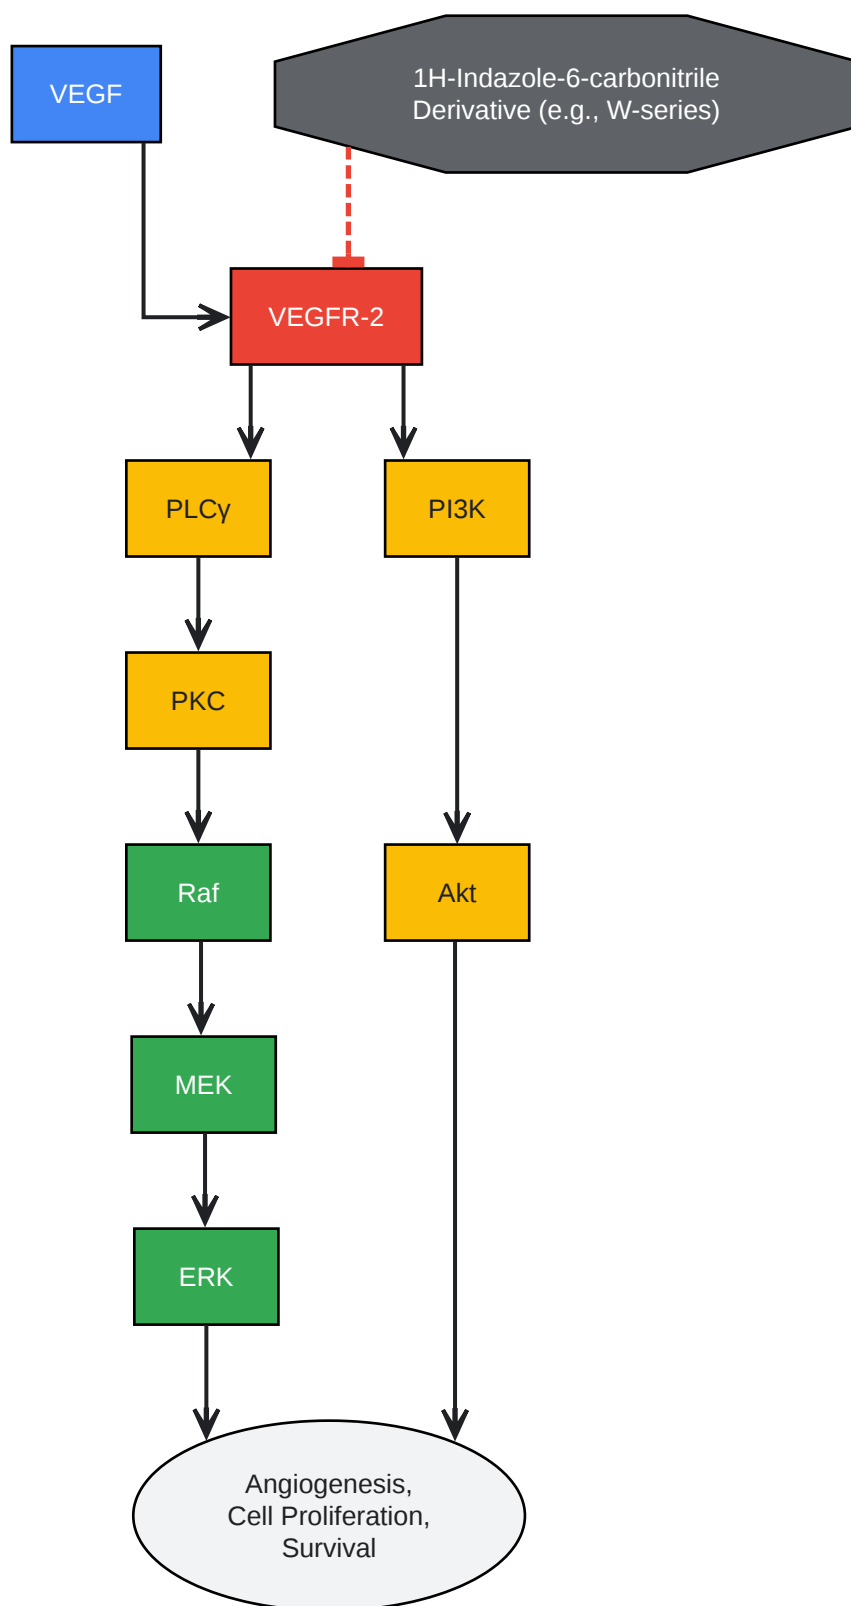 VEGF
1H-Indazole-6-carbonitrile
Derivative (e.g., W-series)
VEGFR-2
PLCγ
PI3K
PKC
Raf
Akt
MEK
ERK
Angiogenesis,
Cell Proliferation,
Survival